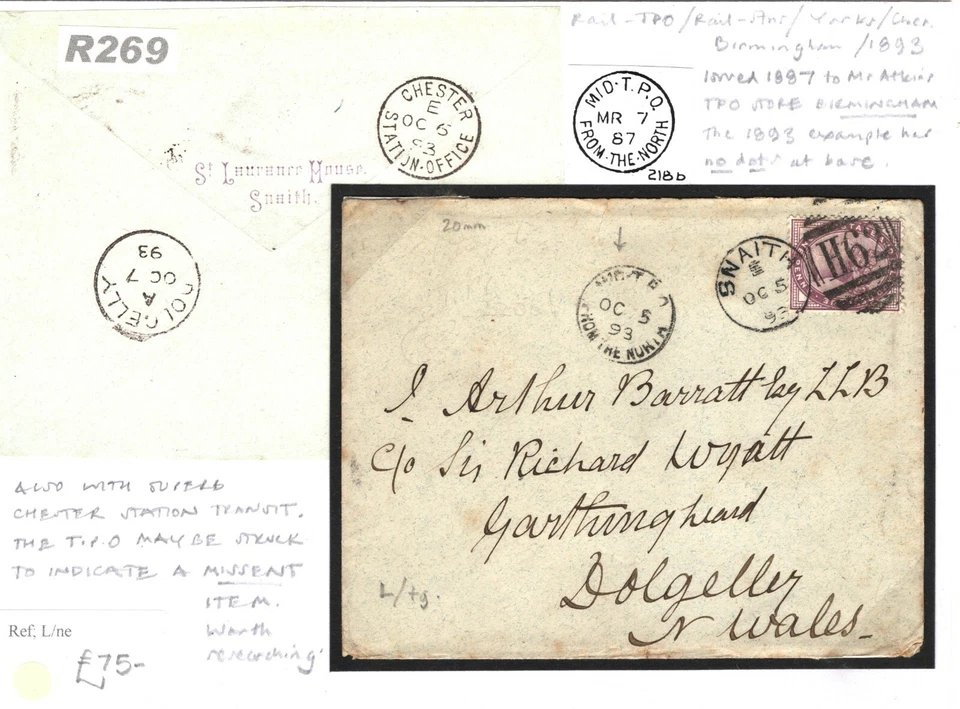 R269
Rail-TPO/Rail-Stns/Yorks/Ches.
Birmingham/1893
Issued 1887 to Mr Atkins
TPO STORE BIRMINGHAM
The 1893 example has
no dots at base.
CHESTER
E
OC 6
93
STATION-OFFICE
MID-T.P.O.
MR 7
87
FROM-THE-NORTH
218b
St Laurance House.
Snaith.
DOLGELLY
A
OC 7
93
20mm
OC 5
93
FROM THE NORTH
SNAITH
OC 5
93
H62
J. Arthur Barratt Esq LLB
c/o Sir Richard Wyatt
Garthingheard
Dolgelley
N Wales-
L/tg.
ALSO WITH SUPERB
CHESTER STATION TRANSIT.
THE T.P.O MAY BE STRUCK
TO INDICATE A MISSENT
ITEM.
Worth
researching!
Ref; L/ne
£75-